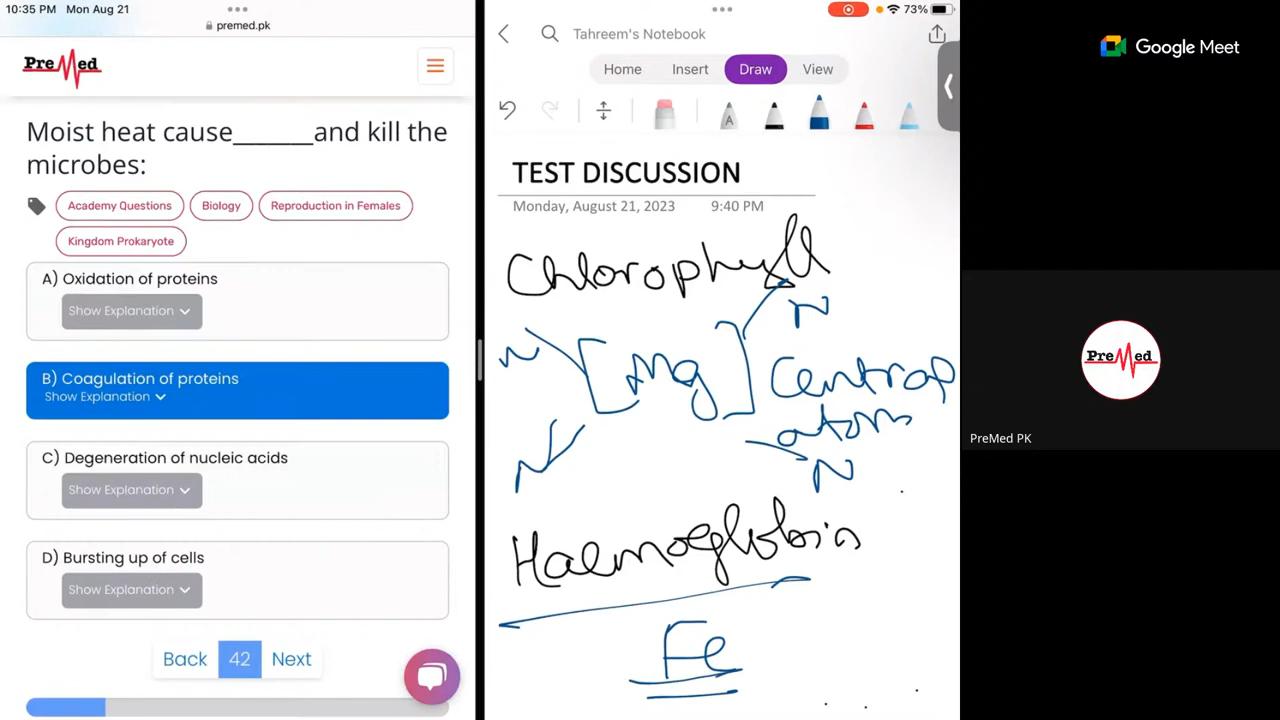 10:35 PM Mon Aug 21
premed.pk
PreMed
Moist heat cause______and kill the
microbes:
Academy Questions
Biology
Reproduction in Females
Kingdom Prokaryote
A) Oxidation of proteins
Show Explanation
B) Coagulation of proteins
Show Explanation
C) Degeneration of nucleic acids
Show Explanation
D) Bursting up of cells
Show Explanation
Back 42 Next
73%
Tahreem's Notebook
Home Insert Draw View
A
TEST DISCUSSION
Monday, August 21, 2023 9:40 PM
Chlorophyll
N
N [Mg] Central
atom
N N
Haemoglobin
Fe
Google Meet
PreMed
PreMed PK